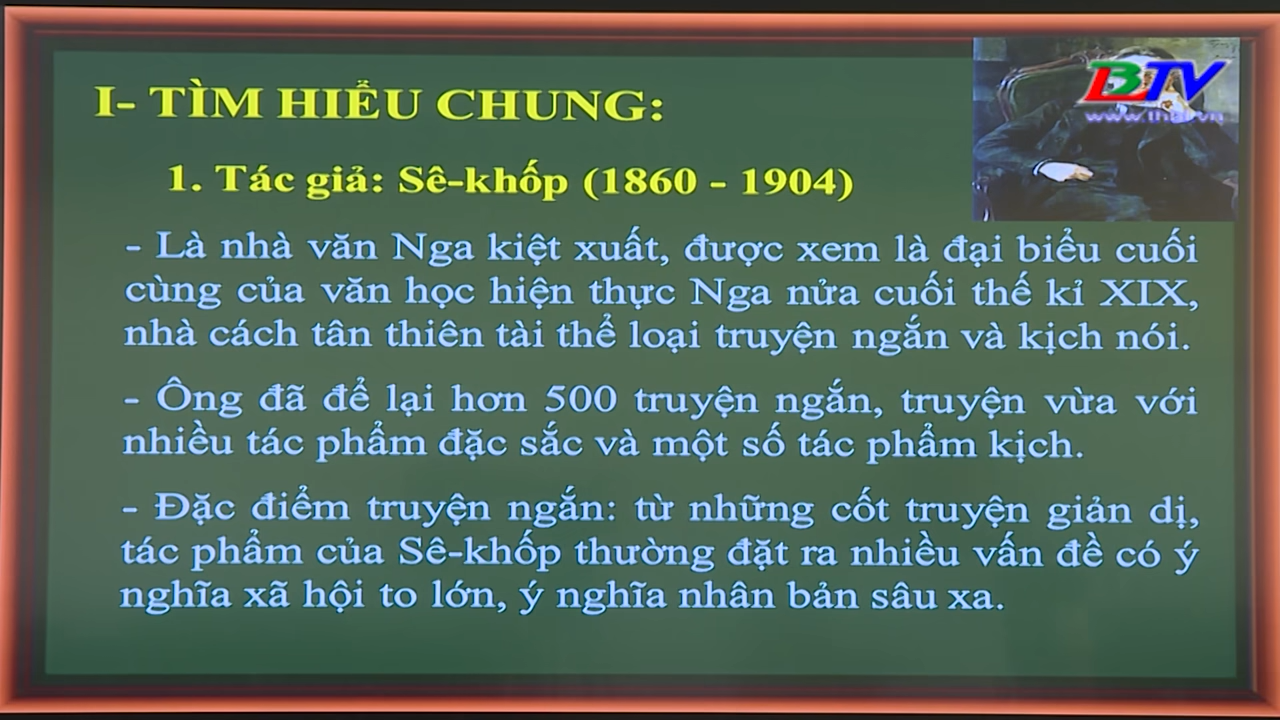 BTV
I- TÌM HIỂU CHUNG:
1. Tác giả: Sê-khốp (1860 - 1904)
- Là nhà văn Nga kiệt xuất, được xem là đại biểu cuối
cùng của văn học hiện thực Nga nửa cuối thế kỉ XIX,
nhà cách tân thiên tài thể loại truyện ngắn và kịch nói.
- Ông đã để lại hơn 500 truyện ngắn, truyện vừa với
nhiều tác phẩm đặc sắc và một số tác phẩm kịch.
- Đặc điểm truyện ngắn: từ những cốt truyện giản dị,
tác phẩm của Sê-khốp thường đặt ra nhiều vấn đề có ý
nghĩa xã hội to lớn, ý nghĩa nhân bản sâu xa.